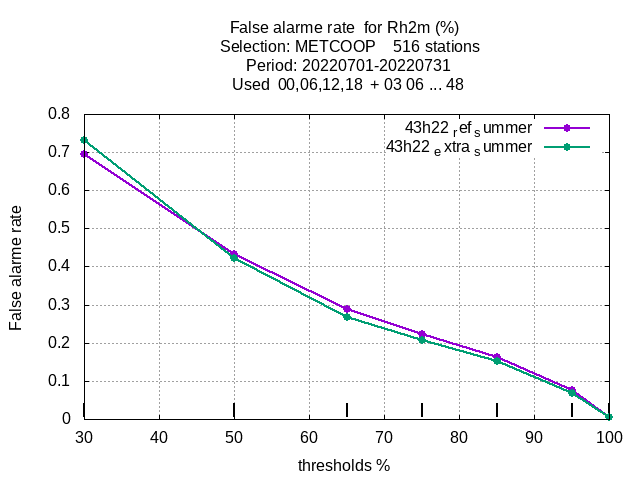 False alarme rate  for Rh2m (%)
Selection: METCOOP    516 stations
Period: 20220701-20220731
Used  00,06,12,18  + 03 06 ... 48
43h22 ref summer
43h22 extra summer
0.8
0.7
0.6
0.5
0.4
0.3
0.2
0.1
0
False alarme rate
30 40 50 60 70 80 90 100
thresholds %